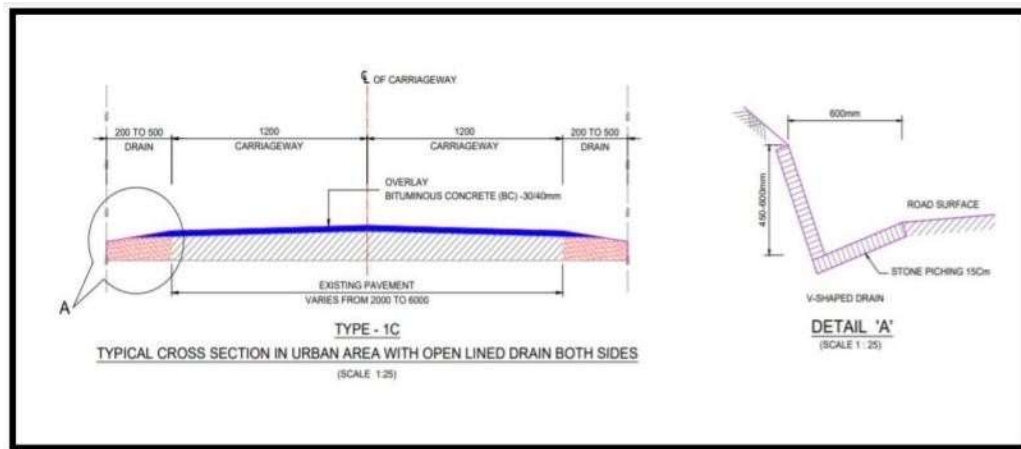 ℄ OF CARRIAGEWAY
200 TO 500
DRAIN
1200
CARRIAGEWAY
1200
CARRIAGEWAY
200 TO 500
DRAIN
OVERLAY
BITUMINOUS CONCRETE (BC) -30/40mm
A
EXISTING PAVEMENT
VARIES FROM 2000 TO 6000
TYPE - 1C
TYPICAL CROSS SECTION IN URBAN AREA WITH OPEN LINED DRAIN BOTH SIDES
(SCALE 1:25)
600mm
450-600mm
ROAD SURFACE
STONE PICHING 15Cm
V-SHAPED DRAIN
DETAIL 'A'
(SCALE 1 : 25)